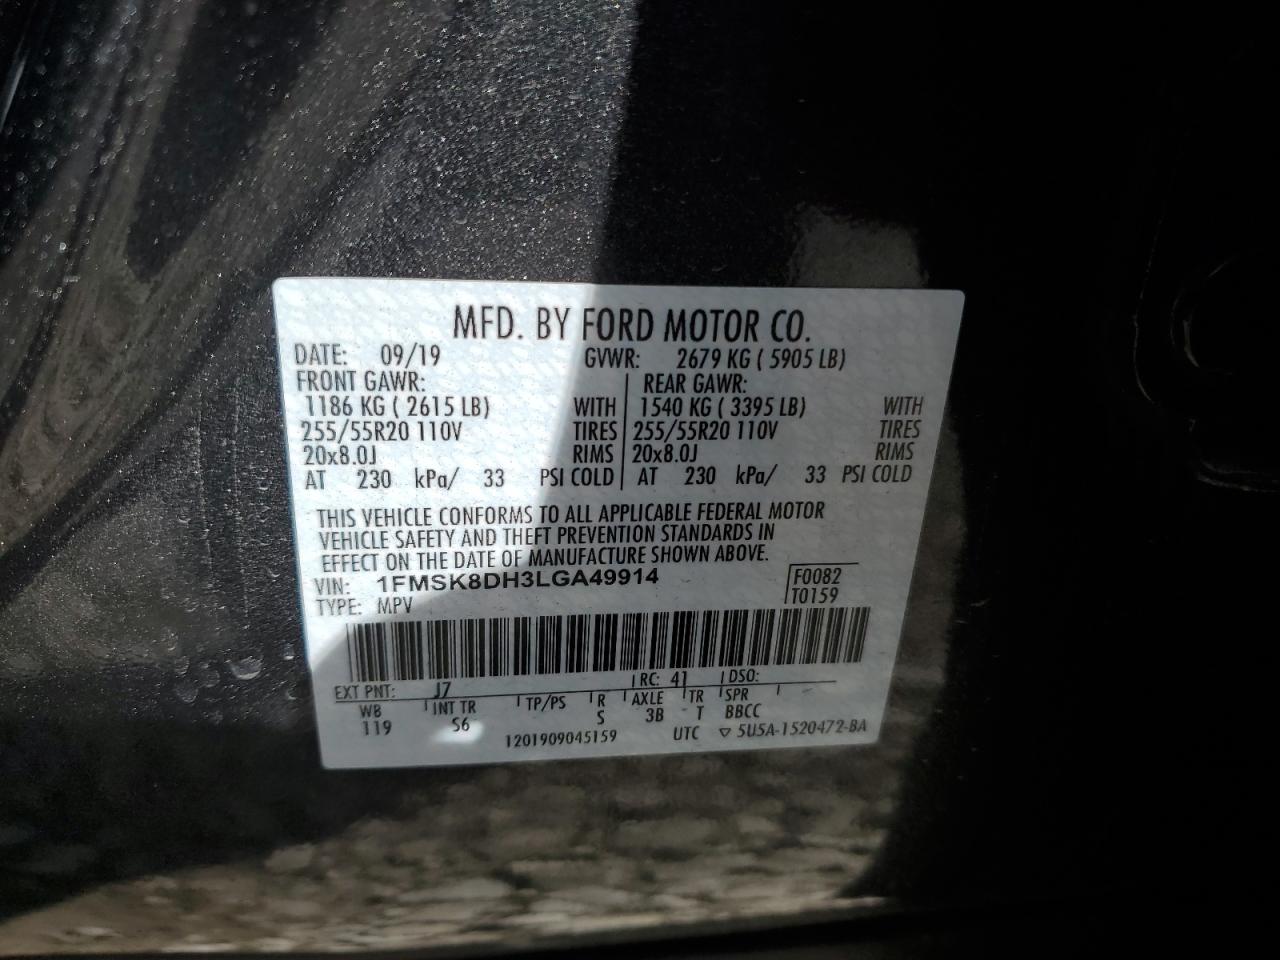 MFD. BY FORD MOTOR CO.
DATE: 09/19 GVWR: 2679 KG ( 5905 LB)
FRONT GAWR: REAR GAWR:
1186 KG ( 2615 LB) WITH 1540 KG ( 3395 LB) WITH
255/55R20 110V TIRES 255/55R20 110V TIRES
20x8.0J RIMS 20x8.0J RIMS
AT 230 kPa/ 33 PSI COLD AT 230 kPa/ 33 PSI COLD
THIS VEHICLE CONFORMS TO ALL APPLICABLE FEDERAL MOTOR
VEHICLE SAFETY AND THEFT PREVENTION STANDARDS IN
EFFECT ON THE DATE OF MANUFACTURE SHOWN ABOVE.
VIN: 1FMSK8DH3LGA49914 F0082
TYPE: MPV T0159
EXT PNT: J7 RC: 41 DSO:
WB INT TR TP/PS R AXLE TR SPR
119 S6 S 3B T BBCC
1201909045159 UTC ▽ 5U5A-1520472-BA